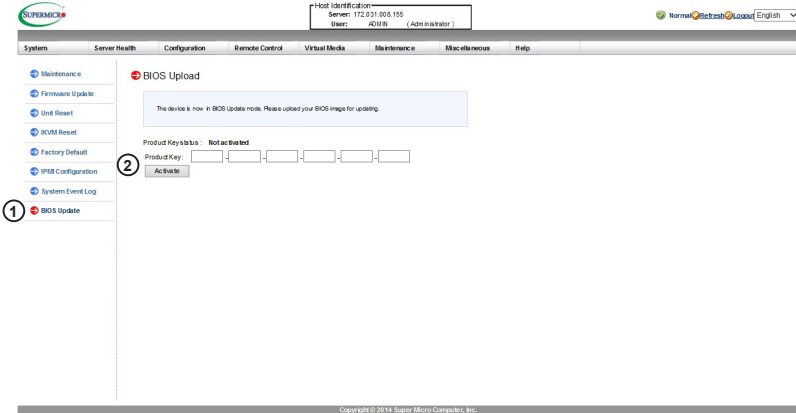 SUPERMICRO
Host Identification
Server: 172.031.008.155
User: ADMIN (Administrator)
Normal Refresh Logout English
System Server Health Configuration Remote Control Virtual Media Maintenance Miscellaneous Help
Maintenance
Firmware Update
Unit Reset
IKVM Reset
Factory Default
IPMI Configuration
System Event Log
1 BIOS Update
BIOS Upload
The device is now in BIOS Update mode. Please upload your BIOS image for updating.
Product Key status : Not activated
Product Key: - - - - -
2 Activate
Copyright © 2014 Super Micro Computer, Inc.